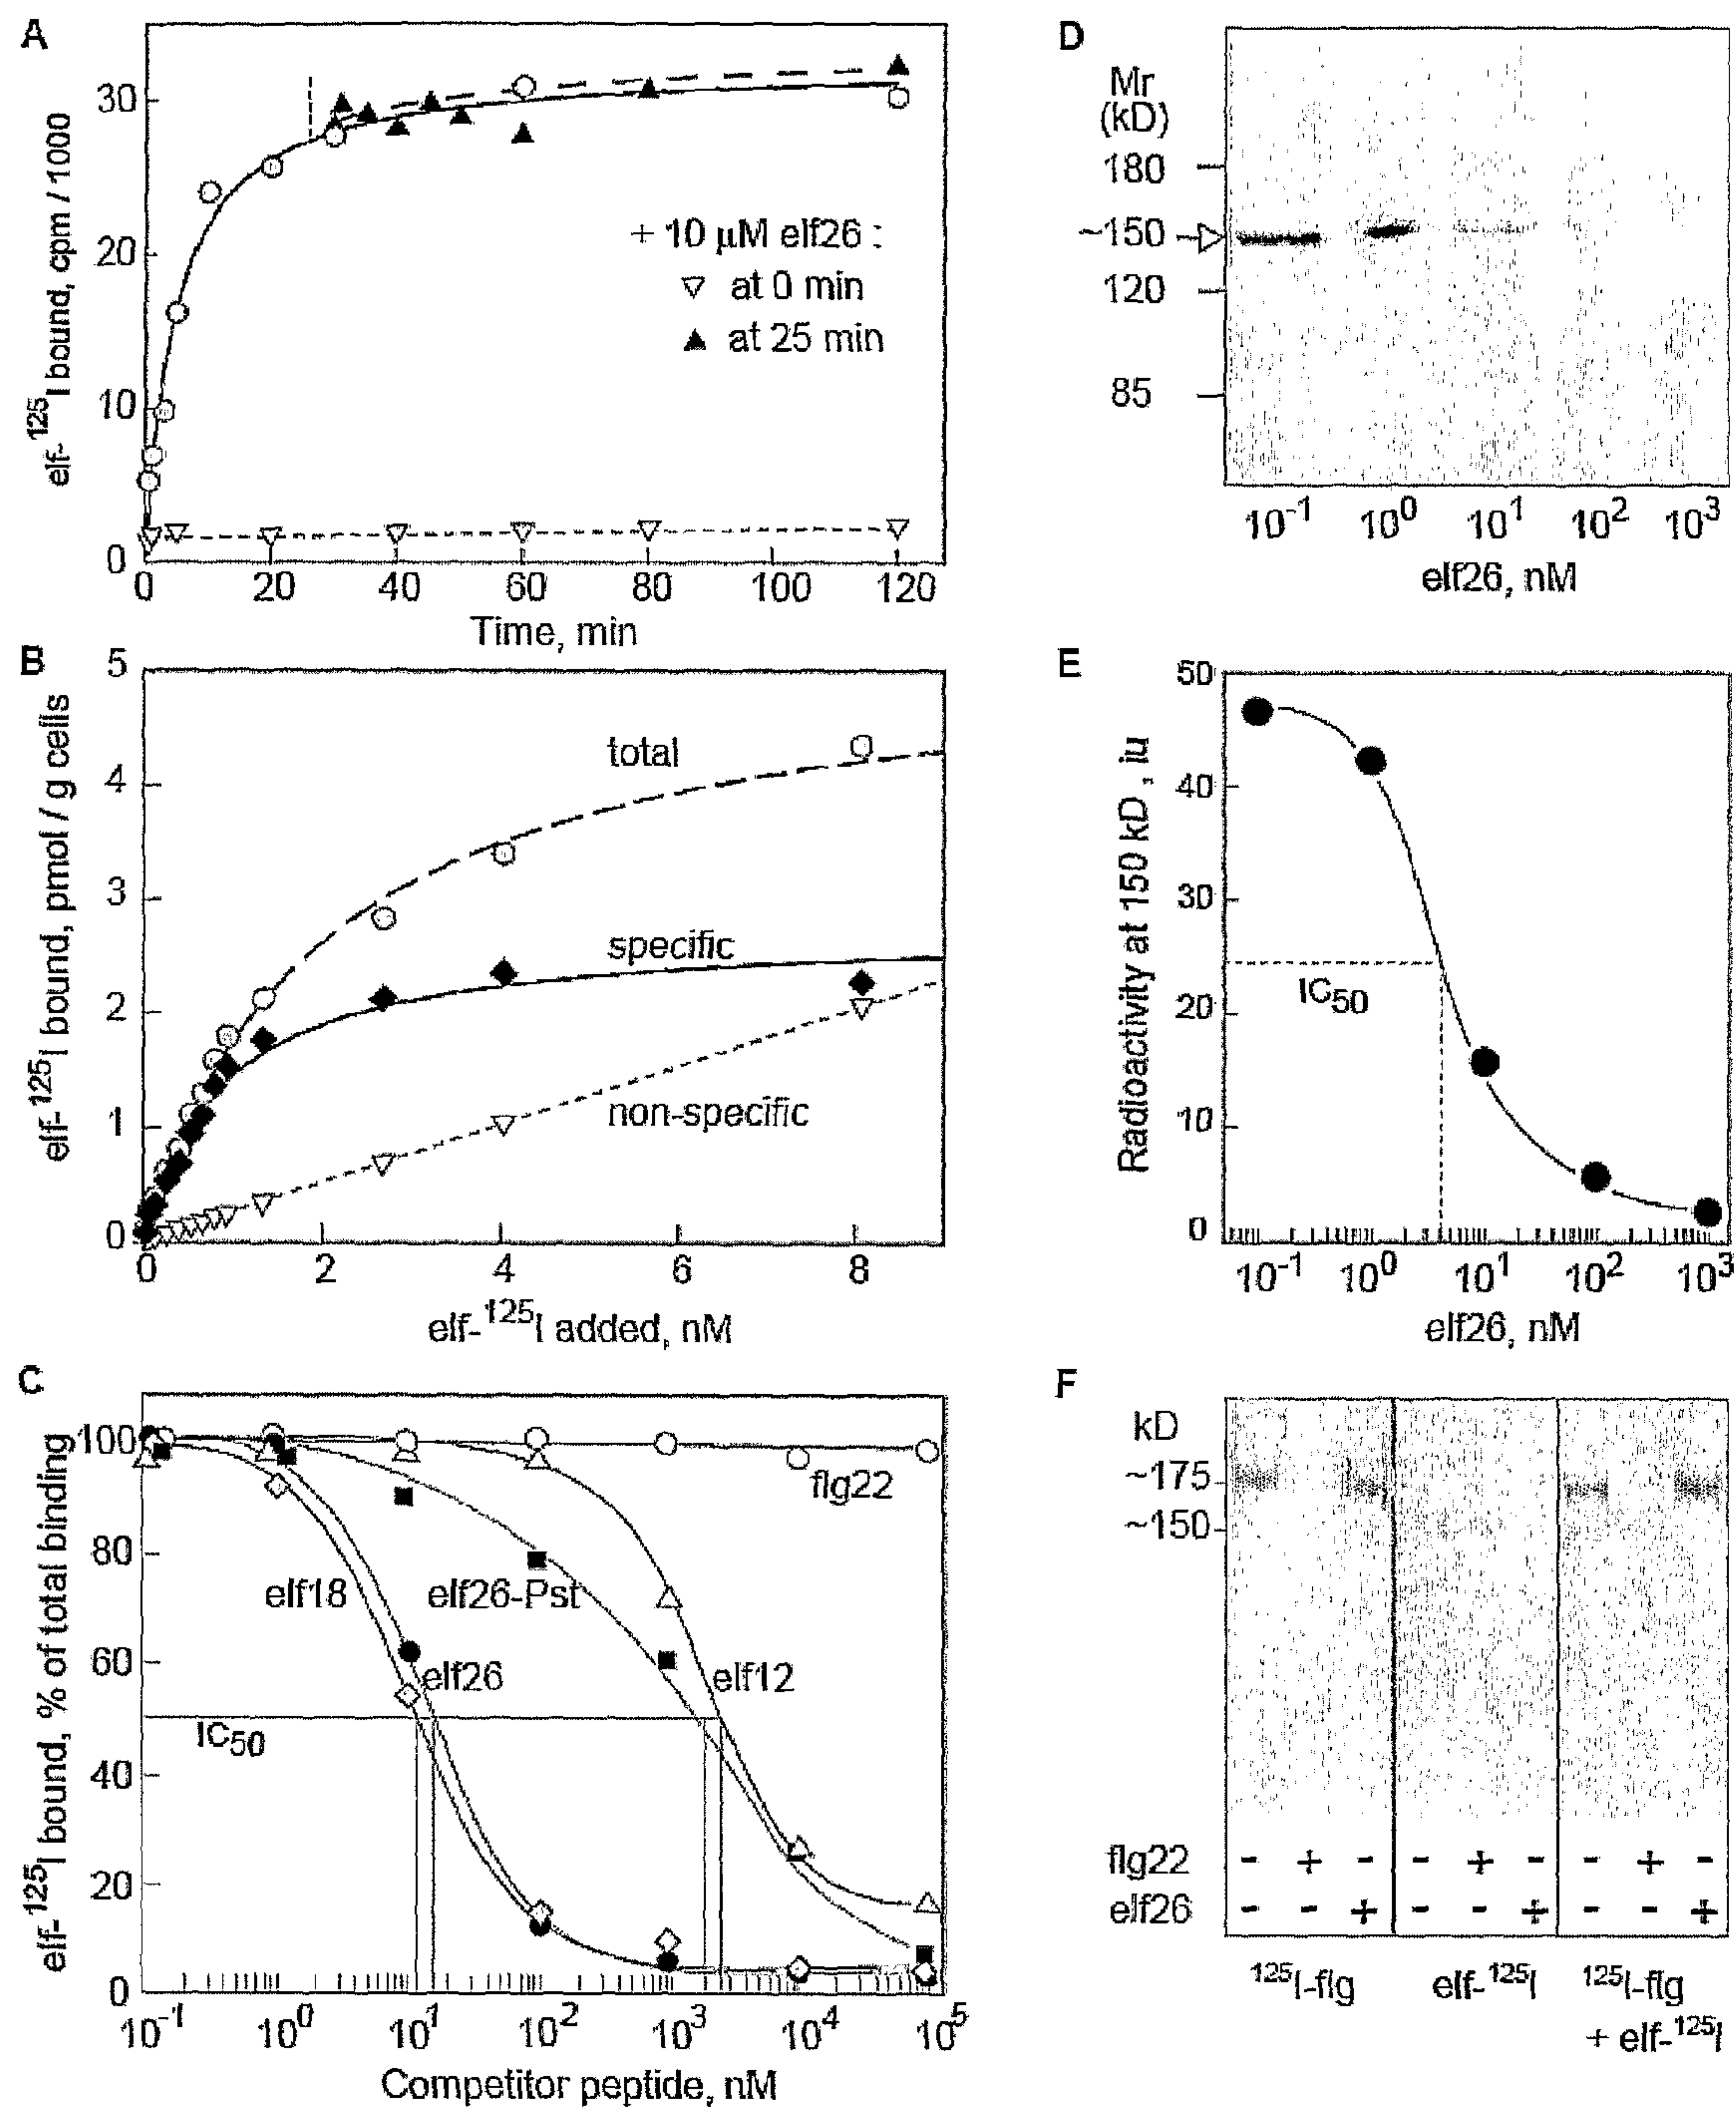 A
elf-¹²⁵I bound, cpm / 1000
30
20
10
0
+ 10 µM elf26 :
▽ at 0 min
▲ at 25 min
0 20 40 60 80 100 120
Time, min
B
elf-¹²⁵I bound, pmol / g cells
5
4
3
2
1
0
total
specific
non-specific
0 2 4 6 8
elf-¹²⁵I added, nM
C
elf-¹²⁵I bound, % of total binding
100
80
60
40
20
0
flg22
elf18
elf26-Pst
elf26
elf12
IC₅₀
10⁻¹ 10⁰ 10¹ 10² 10³ 10⁴ 10⁵
Competitor peptide, nM
D
Mr
(kD)
180
~150
120
85
10⁻¹ 10⁰ 10¹ 10² 10³
elf26, nM
E
Radioactivity at 150 kD, iu
50
40
30
20
10
0
IC₅₀
10⁻¹ 10⁰ 10¹ 10² 10³
elf26, nM
F
kD
~175
~150
flg22 - + - - + - - + -
elf26 - - + - - + - - +
¹²⁵I-flg elf-¹²⁵I ¹²⁵I-flg
+ elf-¹²⁵I